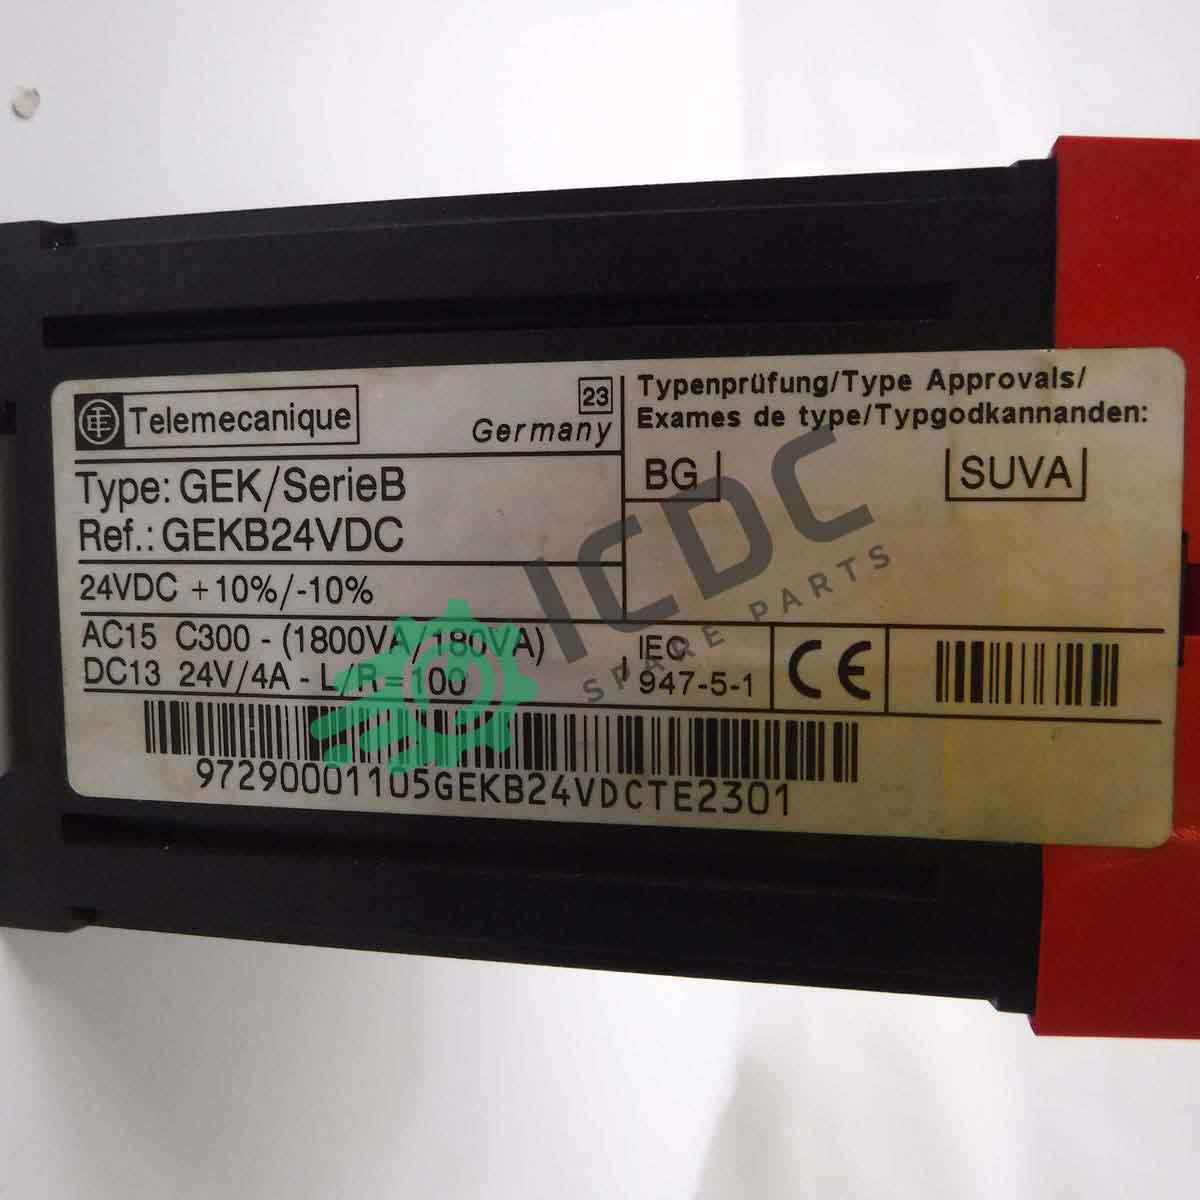 Telemecanique
23
Germany
Type: GEK/SerieB
Ref.: GEKB24VDC
24VDC +10%/-10%
AC15 C300 - (1800VA/180VA)
DC13 24V/4A - L/R=100
IEC
947-5-1
CE
Typenprüfung/Type Approvals/
Exames de type/Typgodkannanden:
BG
SUVA
97290001105GEKB24VDCTE2301
ICDC
SPARE PARTS